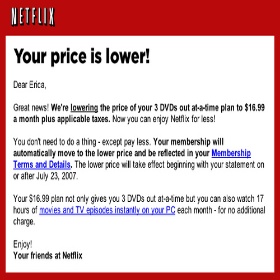 NETFLIX
Your price is lower!
Dear Erica,
Great news! We're lowering the price of your 3 DVDs out at-a-time plan to $16.99
a month plus applicable taxes. Now you can enjoy Netflix for less!
You don't need to do a thing - except pay less. Your membership will
automatically move to the lower price and be reflected in your Membership
Terms and Details. The lower price will take effect beginning with your statement on
or after July 23, 2007.
Your $16.99 plan not only gives you 3 DVDs out at-a-time but you can also watch 17
hours of movies and TV episodes instantly on your PC each month - for no additional
charge.
Enjoy!
Your friends at Netflix